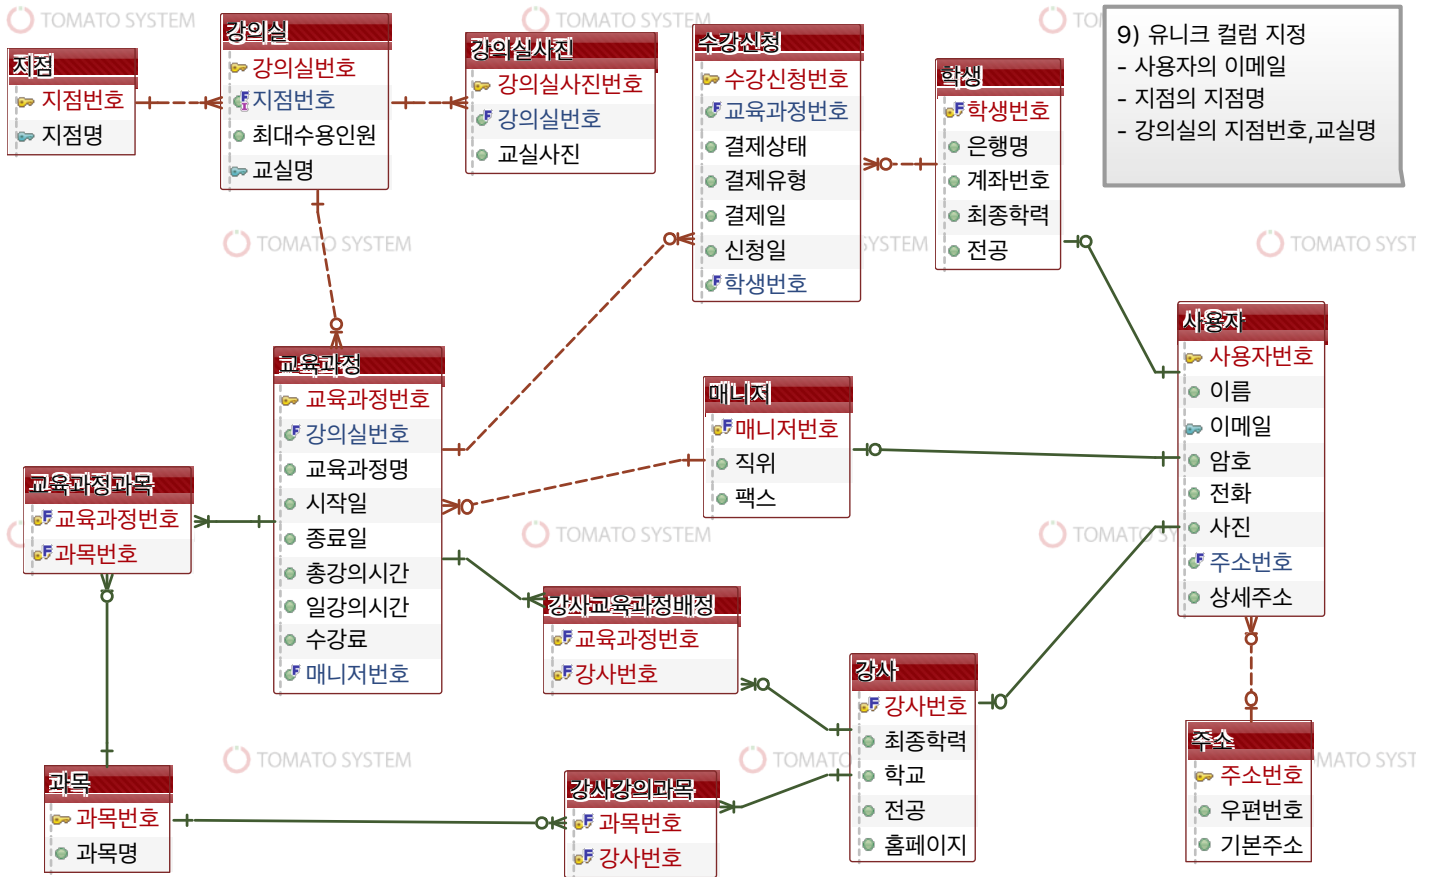 TOMATO SYSTEM
TOMATO SYSTEM
TO
지점
지점번호
지점명
강의실
강의실번호
지점번호
최대수용인원
교실명
강의실사진
강의실사진번호
강의실번호
교실사진
수강신청
수강신청번호
교육과정번호
결제상태
결제유형
결제일
신청일
학생번호
학생
학생번호
은행명
계좌번호
최종학력
전공
9) 유니크 컬럼 지정
- 사용자의 이메일
- 지점의 지점명
- 강의실의 지점번호,교실명
TOMATO SYSTEM
SYSTEM
TOMATO SYST
교육과정
교육과정번호
강의실번호
교육과정명
시작일
종료일
총강의시간
일강의시간
수강료
매니저번호
매니저
매니저번호
직위
팩스
사용자
사용자번호
이름
이메일
암호
전화
사진
주소번호
상세주소
교육과정과목
교육과정번호
과목번호
TOMATO SYSTEM
TOMATO SY
강사교육과정배정
교육과정번호
강사번호
강사
강사번호
최종학력
학교
전공
홈페이지
주소
주소번호
우편번호
기본주소
TOMATO SYSTEM
TOMAT
MATO SYST
과목
과목번호
과목명
강사강의과목
과목번호
강사번호